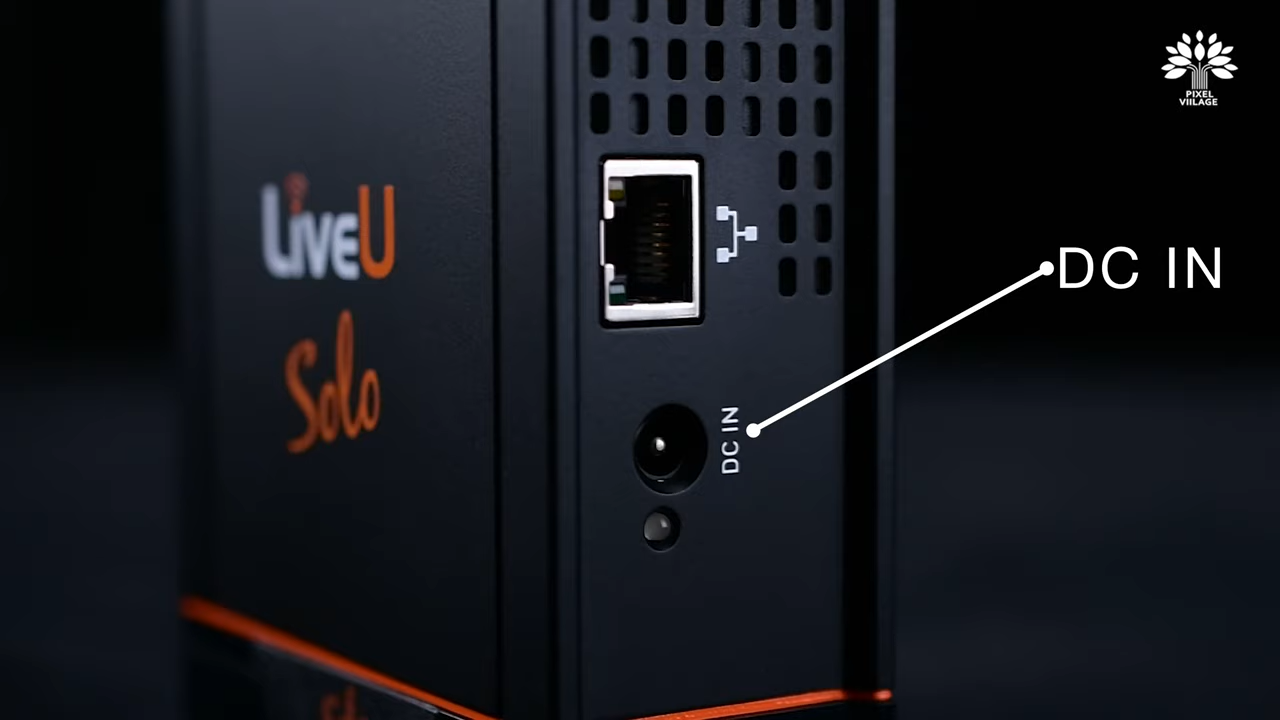 PIXEL
VIILAGE
LiveU
Solo
DC IN
DC IN